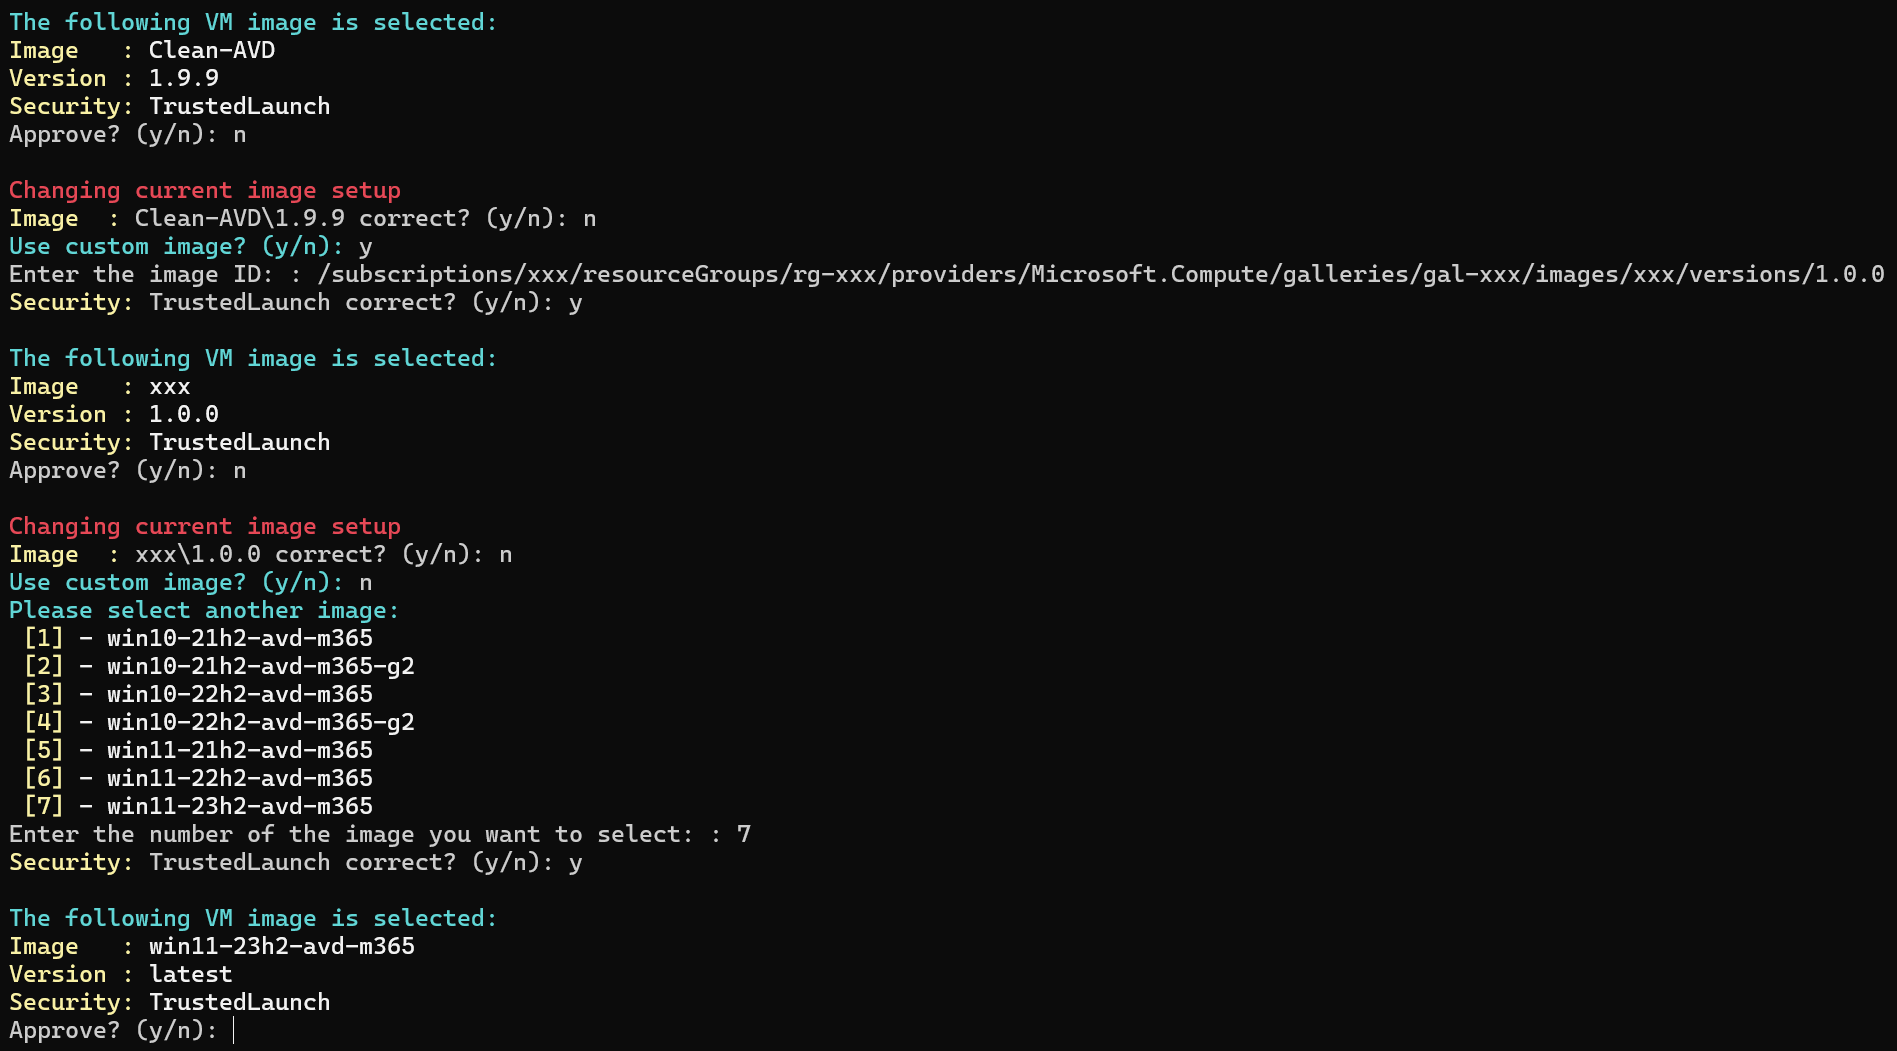 The following VM image is selected:
Image   : Clean-AVD
Version : 1.9.9
Security: TrustedLaunch
Approve? (y/n): n
Changing current image setup
Image  : Clean-AVD\1.9.9 correct? (y/n): n
Use custom image? (y/n): y
Enter the image ID: : /subscriptions/xxx/resourceGroups/rg-xxx/providers/Microsoft.Compute/galleries/gal-xxx/images/xxx/versions/1.0.0
Security: TrustedLaunch correct? (y/n): y
The following VM image is selected:
Image   : xxx
Version : 1.0.0
Security: TrustedLaunch
Approve? (y/n): n
Changing current image setup
Image  : xxx\1.0.0 correct? (y/n): n
Use custom image? (y/n): n
Please select another image:
[1] - win10-21h2-avd-m365
[2] - win10-21h2-avd-m365-g2
[3] - win10-22h2-avd-m365
[4] - win10-22h2-avd-m365-g2
[5] - win11-21h2-avd-m365
[6] - win11-22h2-avd-m365
[7] - win11-23h2-avd-m365
Enter the number of the image you want to select: : 7
Security: TrustedLaunch correct? (y/n): y
The following VM image is selected:
Image   : win11-23h2-avd-m365
Version : latest
Security: TrustedLaunch
Approve? (y/n):